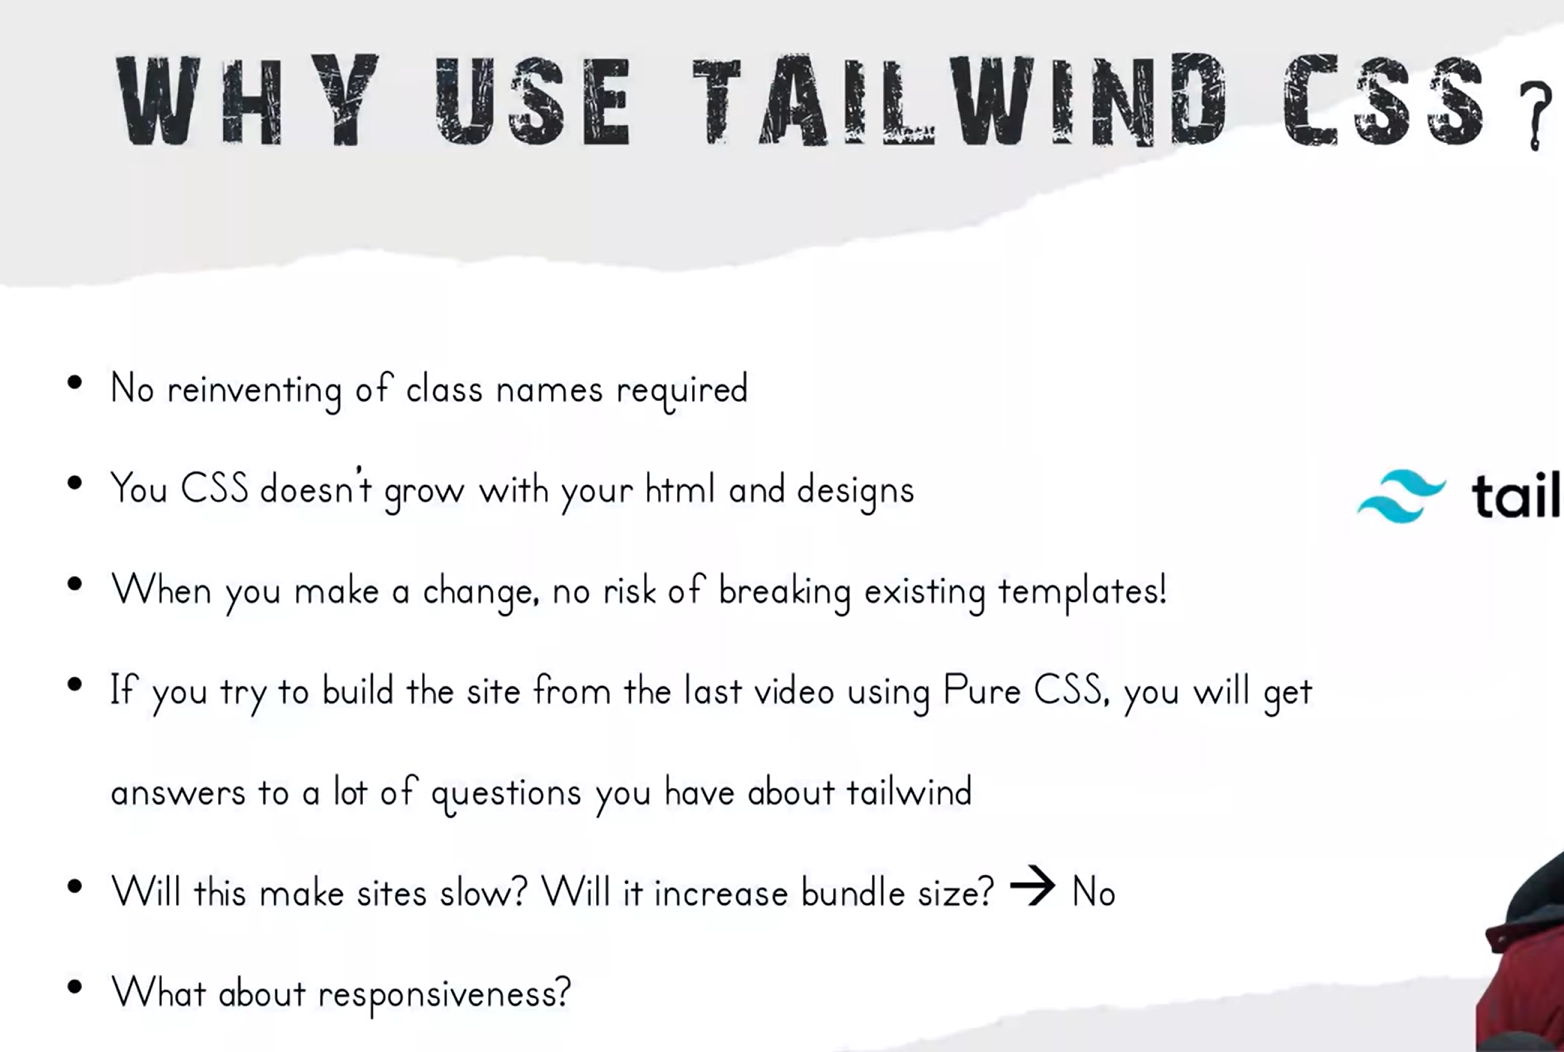 WHY USE TAILWIND CSS?
• No reinventing of class names required
• You CSS doesn't grow with your html and designs
tail
• When you make a change, no risk of breaking existing templates!
• If you try to build the site from the last video using Pure CSS, you will get
answers to a lot of questions you have about tailwind
• Will this make sites slow? Will it increase bundle size? → No
• What about responsiveness?